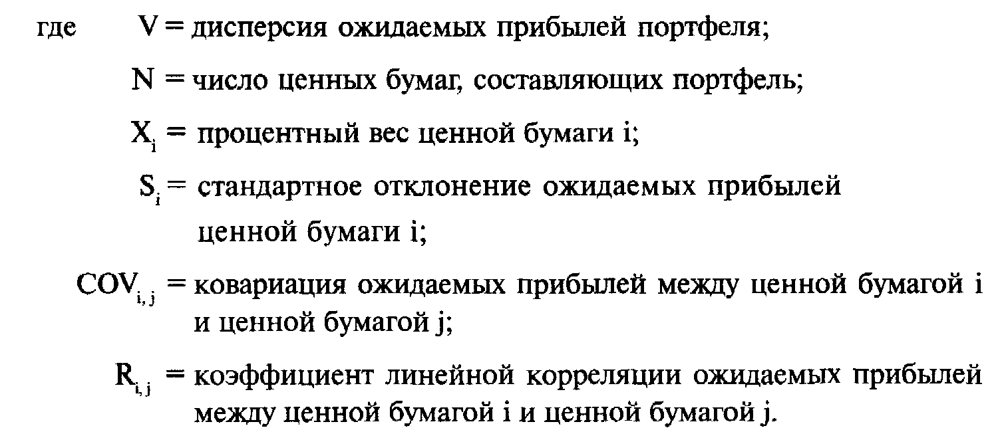 где V = дисперсия ожидаемых прибылей портфеля;
N = число ценных бумаг, составляющих портфель;
X_i = процентный вес ценной бумаги i;
S_i = стандартное отклонение ожидаемых прибылей
ценной бумаги i;
COV_i,j = ковариация ожидаемых прибылей между ценной бумагой i
и ценной бумагой j;
R_i,j = коэффициент линейной корреляции ожидаемых прибылей
между ценной бумагой i и ценной бумагой j.